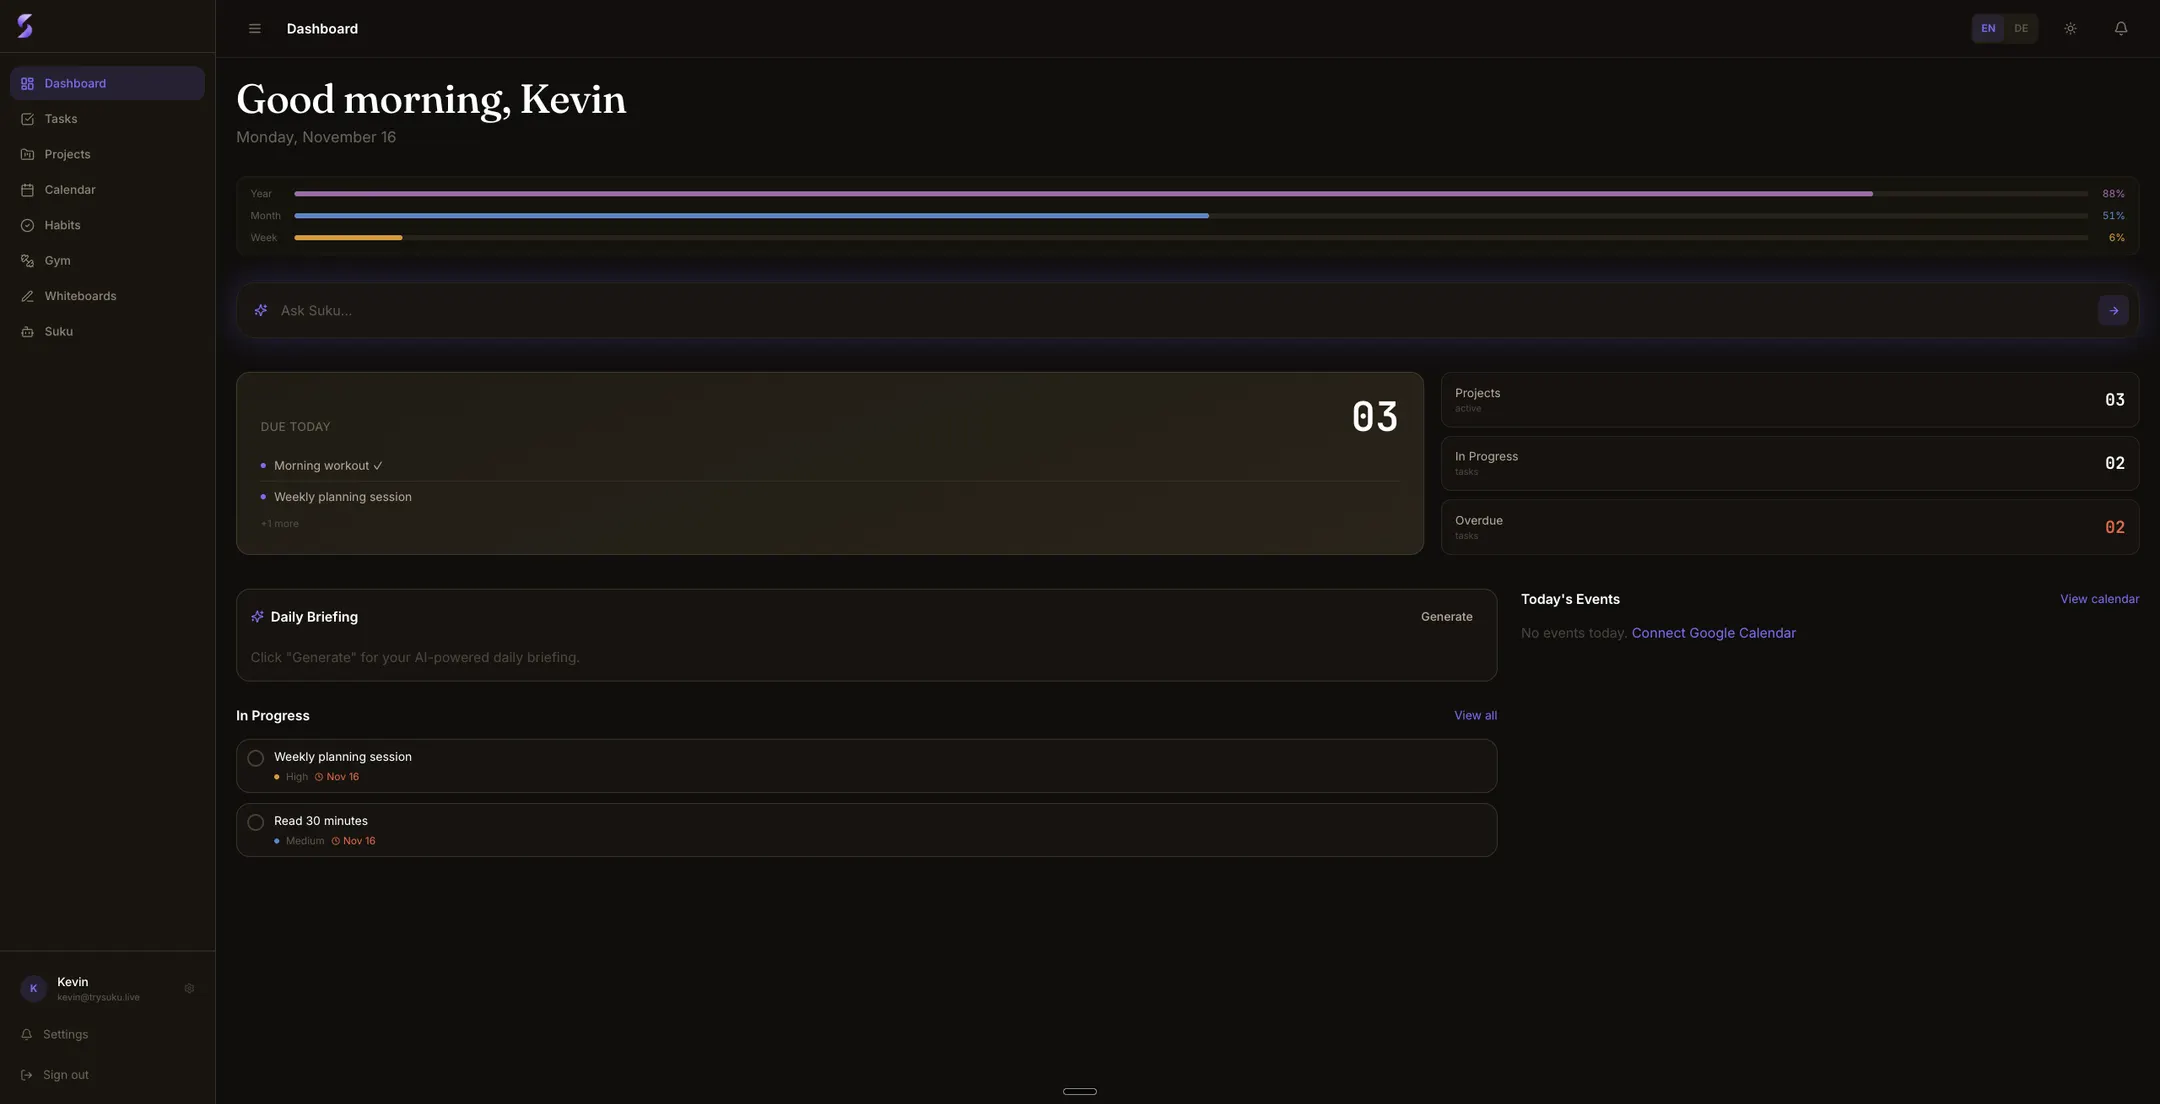 Dashboard
Tasks
Projects
Calendar
Habits
Gym
Whiteboards
Suku
Kevin
K
kevin@trysuku.live
Settings
Sign out
Dashboard
EN DE
Good morning, Kevin
Monday, November 16
Year 88%
Month 51%
Week 6%
Ask Suku...
DUE TODAY 03
Morning workout ✓
Weekly planning session
+1 more
Projects
active
03
In Progress
tasks
02
Overdue
tasks
02
Daily Briefing Generate
Click "Generate" for your AI-powered daily briefing.
In Progress View all
Weekly planning session
High Nov 16
Read 30 minutes
Medium Nov 16
Today's Events View calendar
No events today. Connect Google Calendar